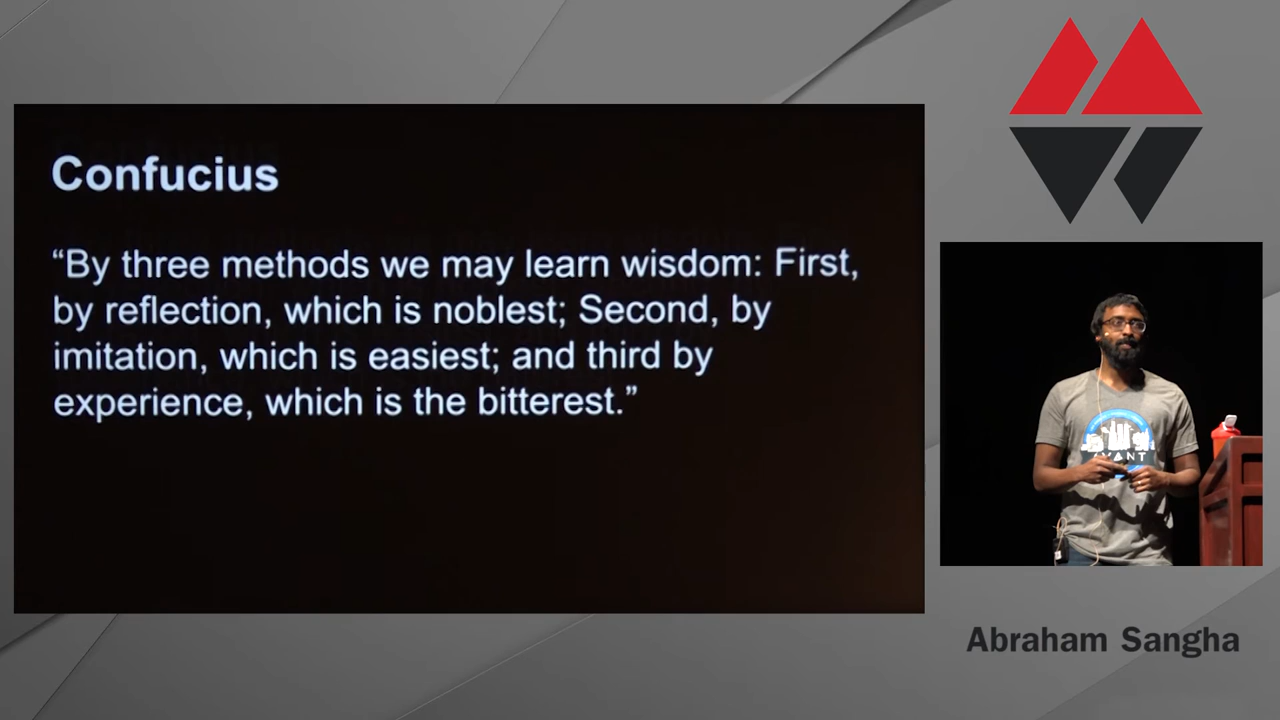 Confucius
“By three methods we may learn wisdom: First,
by reflection, which is noblest; Second, by
imitation, which is easiest; and third by
experience, which is the bitterest.”
AVANT
Abraham Sangha